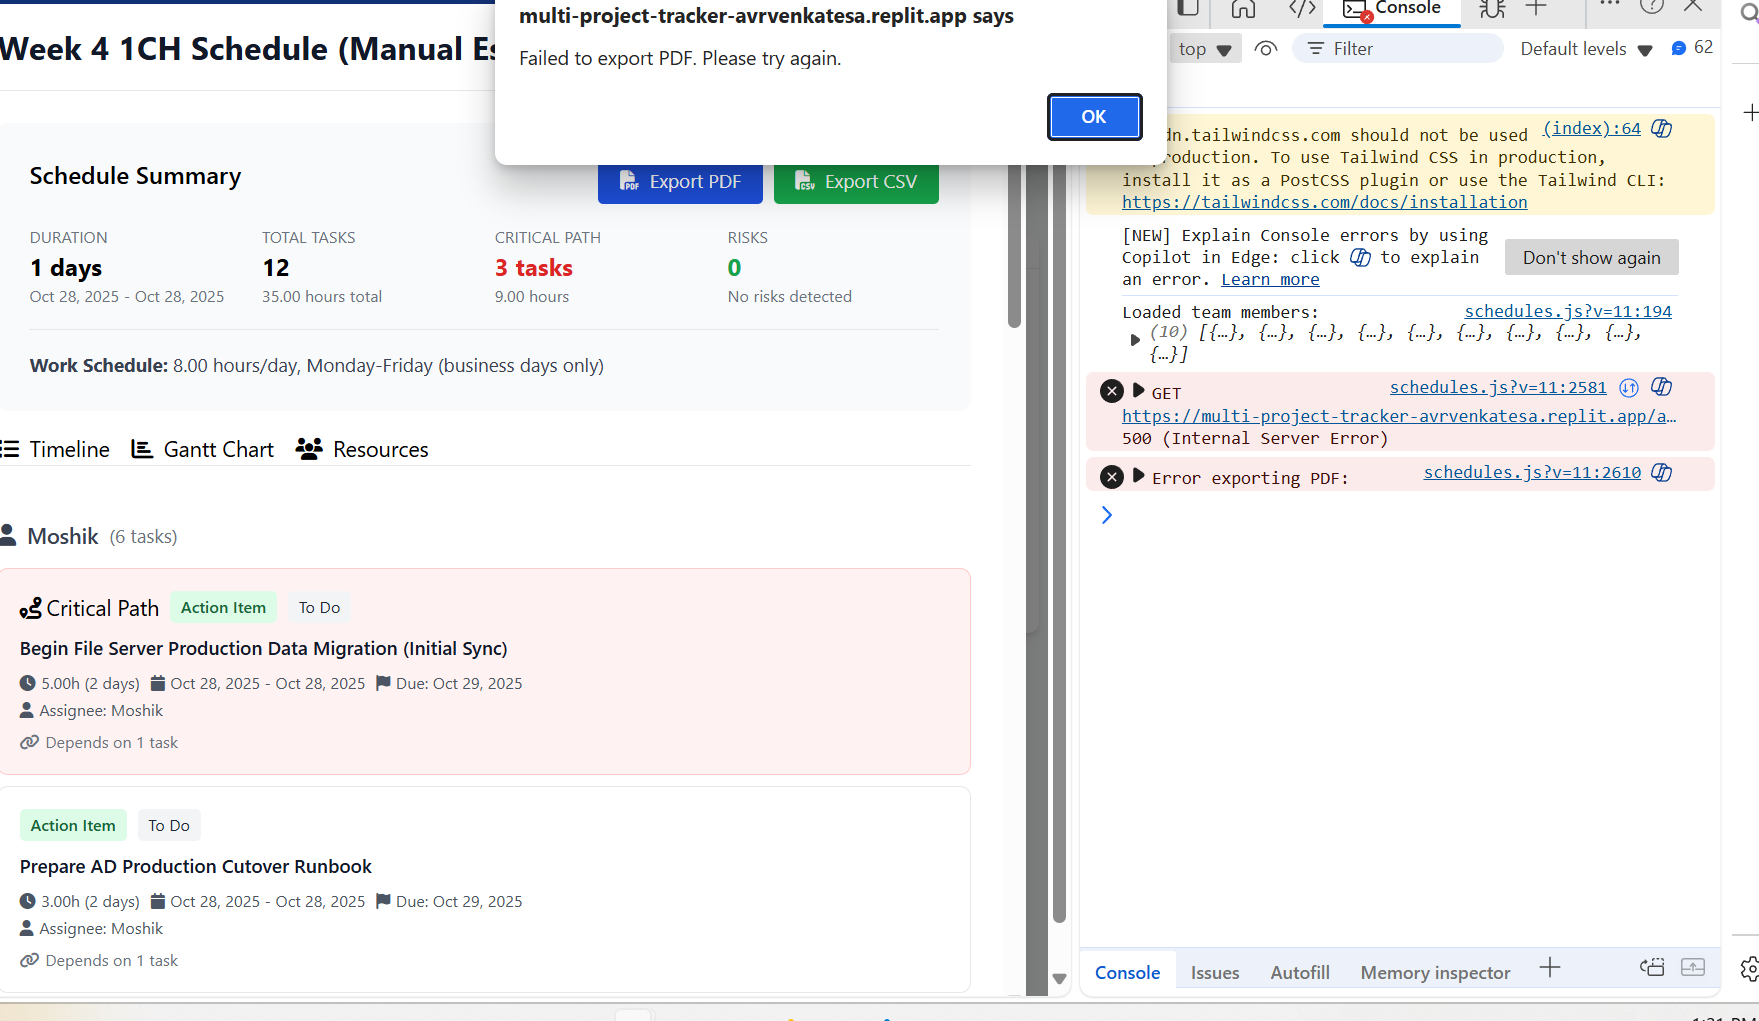 multi-project-tracker-avrvenkatesa.replit.app says
Failed to export PDF. Please try again.
OK
Week 4 1CH Schedule (Manual Es
Schedule Summary
Export PDF
Export CSV
DURATION
1 days
Oct 28, 2025 - Oct 28, 2025
TOTAL TASKS
12
35.00 hours total
CRITICAL PATH
3 tasks
9.00 hours
RISKS
0
No risks detected
Work Schedule: 8.00 hours/day, Monday-Friday (business days only)
Timeline
Gantt Chart
Resources
Moshik (6 tasks)
Critical Path
Action Item
To Do
Begin File Server Production Data Migration (Initial Sync)
5.00h (2 days) Oct 28, 2025 - Oct 28, 2025 Due: Oct 29, 2025
Assignee: Moshik
Depends on 1 task
Action Item
To Do
Prepare AD Production Cutover Runbook
3.00h (2 days) Oct 28, 2025 - Oct 28, 2025 Due: Oct 29, 2025
Assignee: Moshik
Depends on 1 task
Console
top
Filter
Default levels
62
dn.tailwindcss.com should not be used (index):64
production. To use Tailwind CSS in production,
install it as a PostCSS plugin or use the Tailwind CLI:
https://tailwindcss.com/docs/installation
[NEW] Explain Console errors by using
Copilot in Edge: click to explain
an error. Learn more
Don't show again
Loaded team members: schedules.js?v=11:194
(10) [{…}, {…}, {…}, {…}, {…}, {…}, {…}, {…}, {…},
{…}]
GET schedules.js?v=11:2581
https://multi-project-tracker-avrvenkatesa.replit.app/a…
500 (Internal Server Error)
Error exporting PDF: schedules.js?v=11:2610
Console
Issues
Autofill
Memory inspector